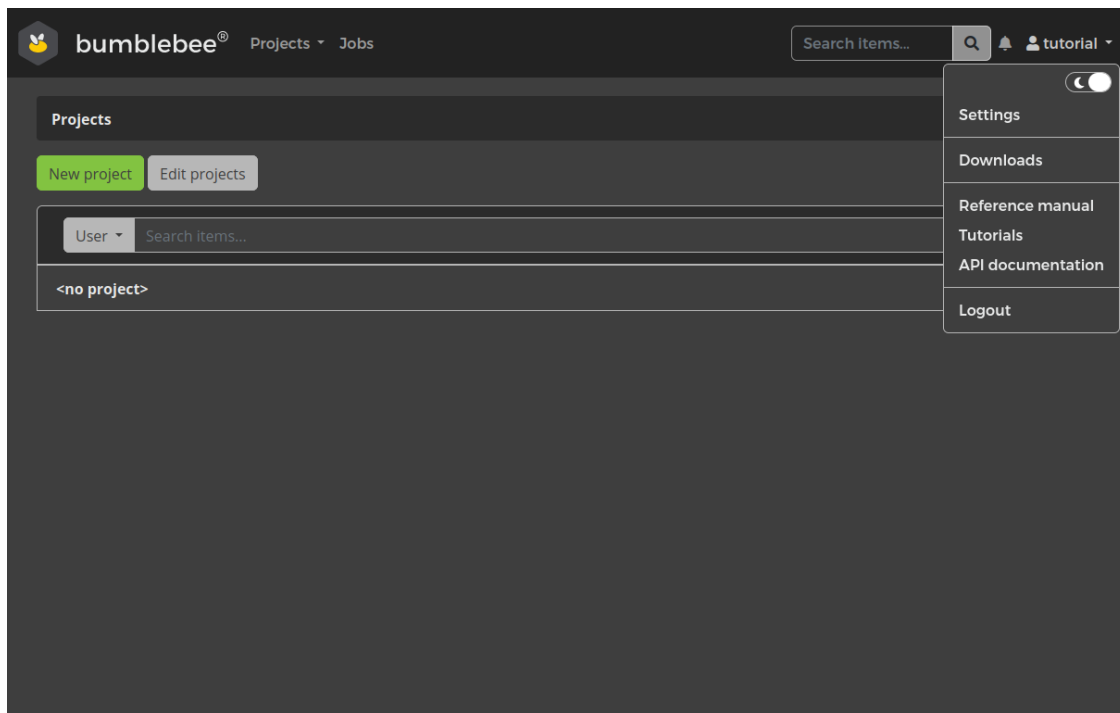 bumblebee® Projects Jobs Search items... tutorial
Projects
Settings
Downloads
New project Edit projects
Reference manual
User Search items...
Tutorials
API documentation
<no project>
Logout